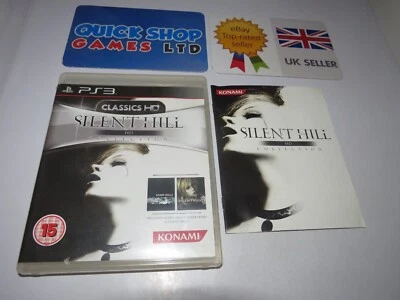 QUICK SHOP
GAMES LTD
ebay
Top-rated
seller
UK SELLER
PS3
CLASSICS HD
SILENT HILL
HD
15
KONAMI
KONAMI
SILENT HILL
HD
COLLECTION